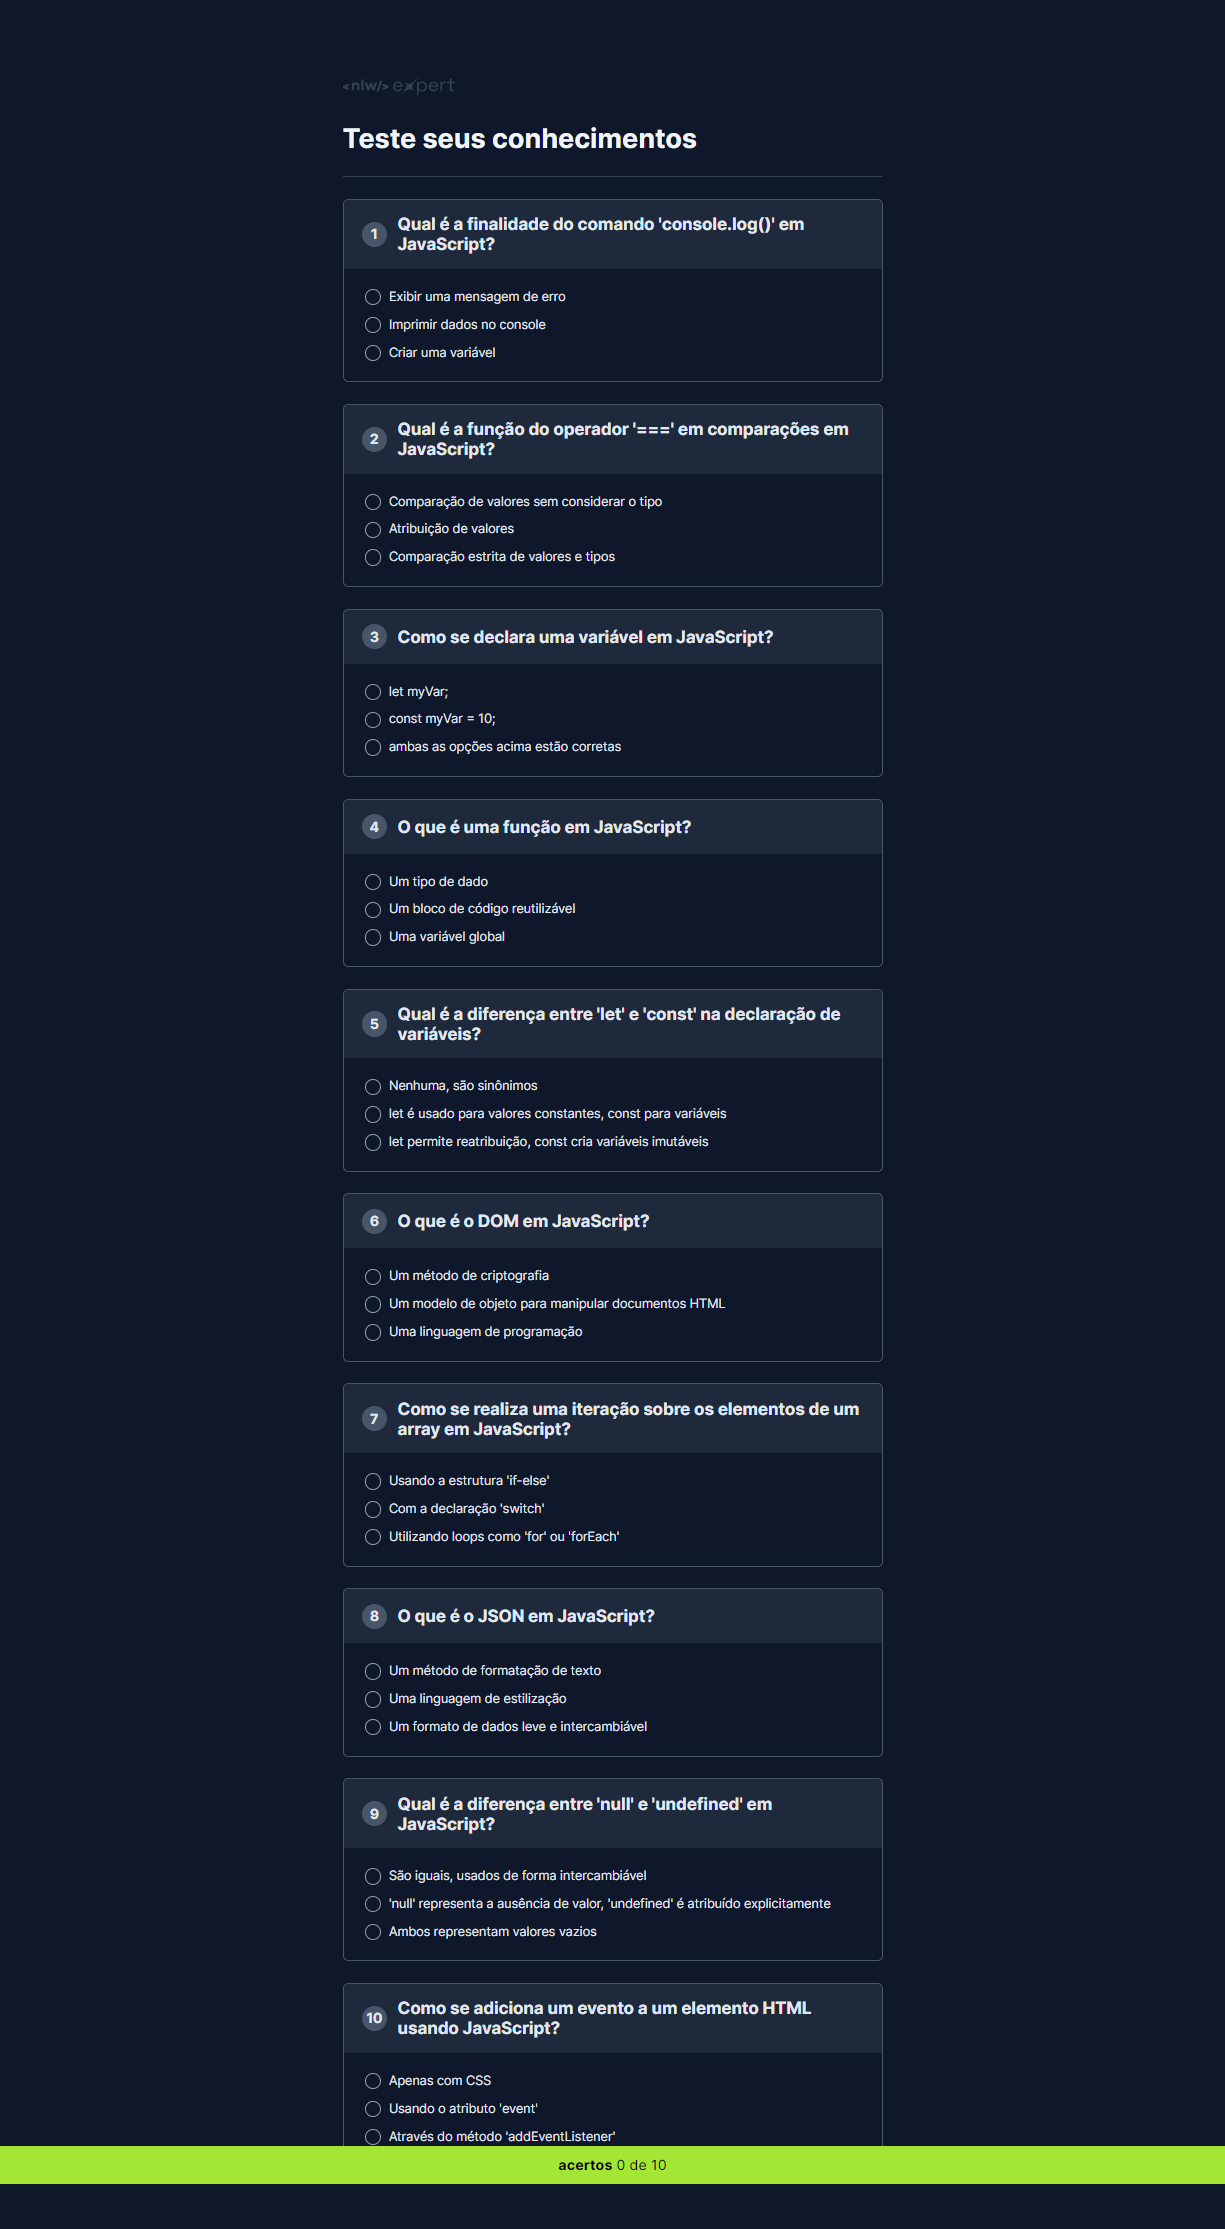 <nlw/> expert
Teste seus conhecimentos
1
Qual é a finalidade do comando 'console.log()' em
JavaScript?
Exibir uma mensagem de erro
Imprimir dados no console
Criar uma variável
2
Qual é a função do operador '===' em comparações em
JavaScript?
Comparação de valores sem considerar o tipo
Atribuição de valores
Comparação estrita de valores e tipos
3 Como se declara uma variável em JavaScript?
let myVar;
const myVar = 10;
ambas as opções acima estão corretas
4 O que é uma função em JavaScript?
Um tipo de dado
Um bloco de código reutilizável
Uma variável global
5
Qual é a diferença entre 'let' e 'const' na declaração de
variáveis?
Nenhuma, são sinônimos
let é usado para valores constantes, const para variáveis
let permite reatribuição, const cria variáveis imutáveis
6 O que é o DOM em JavaScript?
Um método de criptografia
Um modelo de objeto para manipular documentos HTML
Uma linguagem de programação
7
Como se realiza uma iteração sobre os elementos de um
array em JavaScript?
Usando a estrutura 'if-else'
Com a declaração 'switch'
Utilizando loops como 'for' ou 'forEach'
8 O que é o JSON em JavaScript?
Um método de formatação de texto
Uma linguagem de estilização
Um formato de dados leve e intercambiável
9
Qual é a diferença entre 'null' e 'undefined' em
JavaScript?
São iguais, usados de forma intercambiável
'null' representa a ausência de valor, 'undefined' é atribuído explicitamente
Ambos representam valores vazios
10
Como se adiciona um evento a um elemento HTML
usando JavaScript?
Apenas com CSS
Usando o atributo 'event'
Através do método 'addEventListener'
acertos 0 de 10